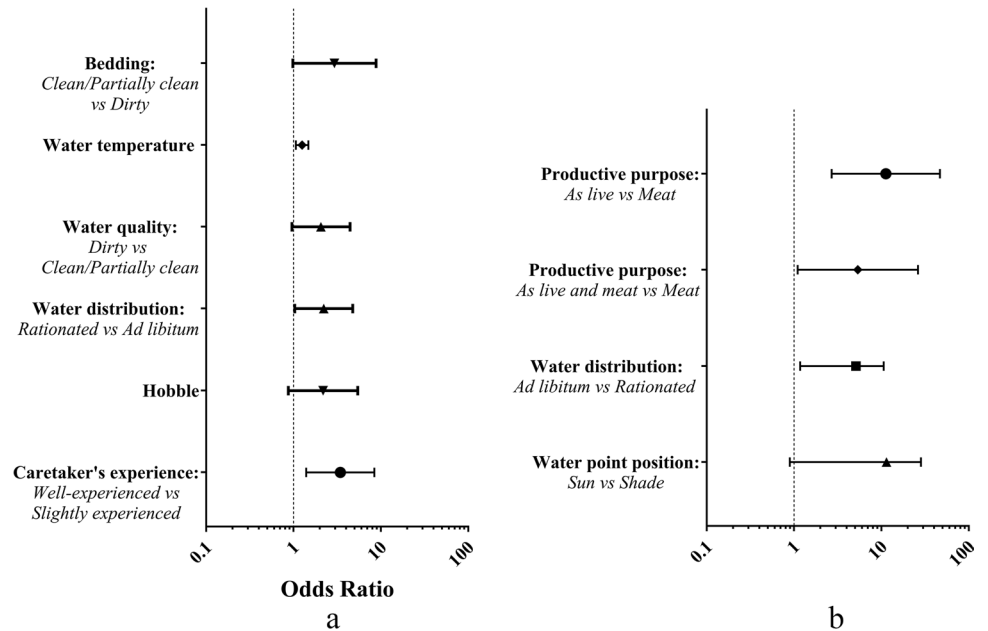 Bedding:
Clean/Partially clean
vs Dirty
Water temperature
Water quality:
Dirty vs
Clean/Partially clean
Water distribution:
Rationated vs Ad libitum
Hobble
Caretaker's experience:
Well-experienced vs
Slightly experienced
0.1
1
10
100
Odds Ratio
a
Productive purpose:
As live vs Meat
Productive purpose:
As live and meat vs Meat
Water distribution:
Ad libitum vs Rationated
Water point position:
Sun vs Shade
0.1
1
10
100
b